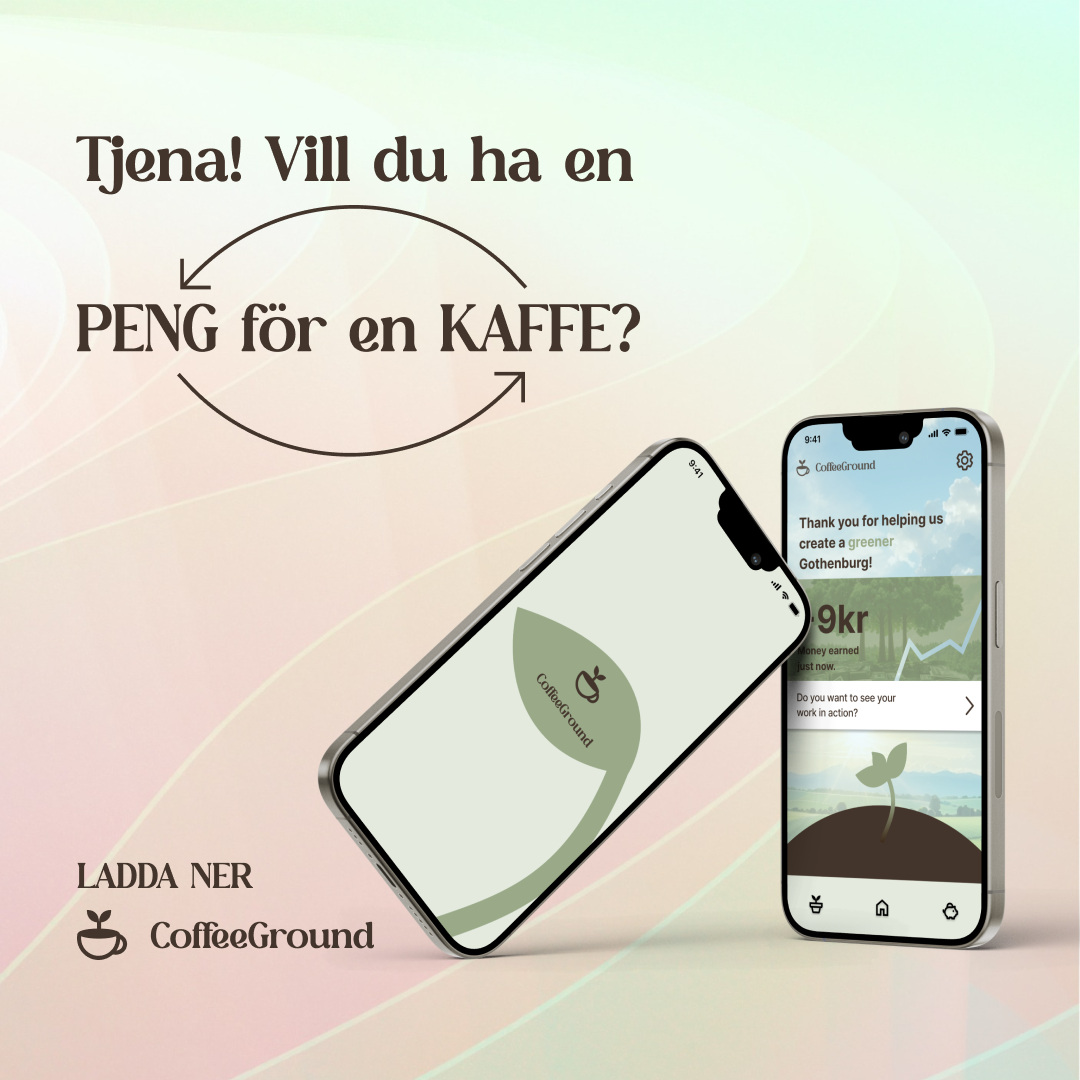 Tjena! Vill du ha en
PENG för en KAFFE?
9:41
CoffeeGround
9:41
CoffeeGround
Thank you for helping us
create a greener
Gothenburg!
9kr
Money earned
just now.
Do you want to see your
work in action?
LADDA NER
CoffeeGround